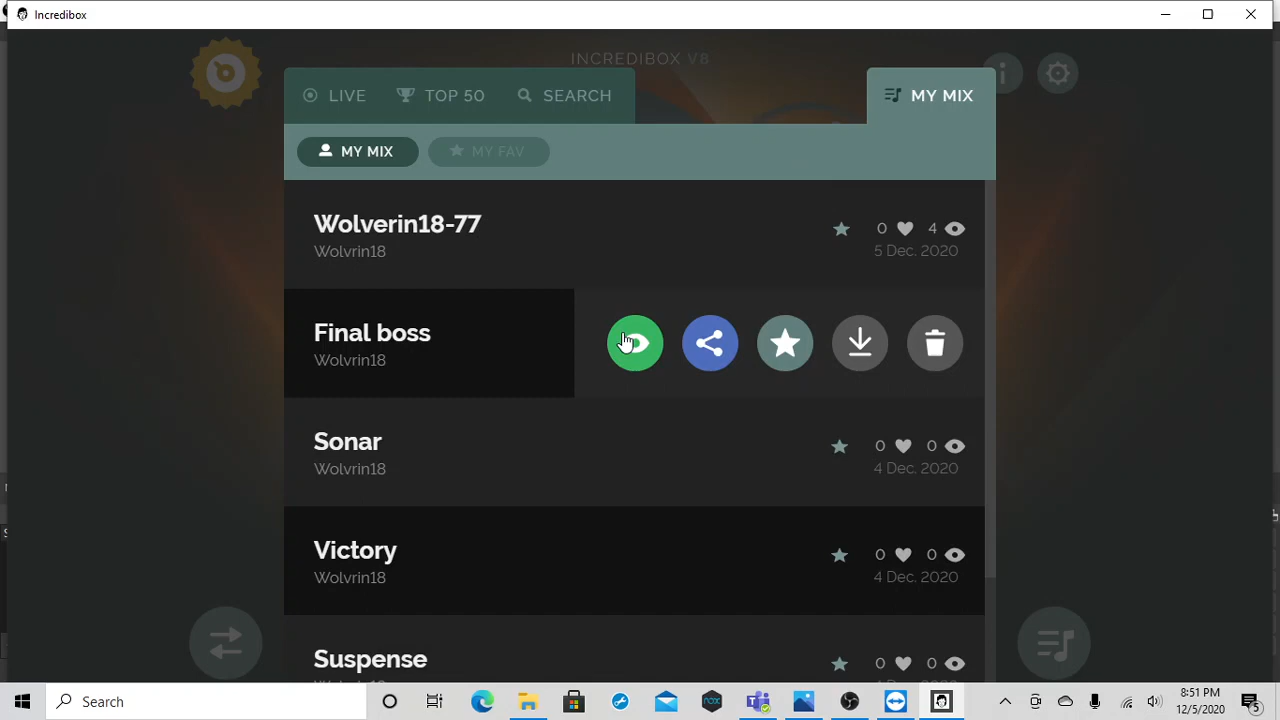 Incredibox
INCREDIBOX V8
LIVE TOP 50 SEARCH MY MIX
MY MIX MY FAV
Wolverin18-77
Wolvrin18
0 4
5 Dec. 2020
Final boss
Wolvrin18
Sonar
Wolvrin18
0 0
4 Dec. 2020
Victory
Wolvrin18
0 0
4 Dec. 2020
Suspense
0 0
Search
nox
8:51 PM
12/5/2020
5